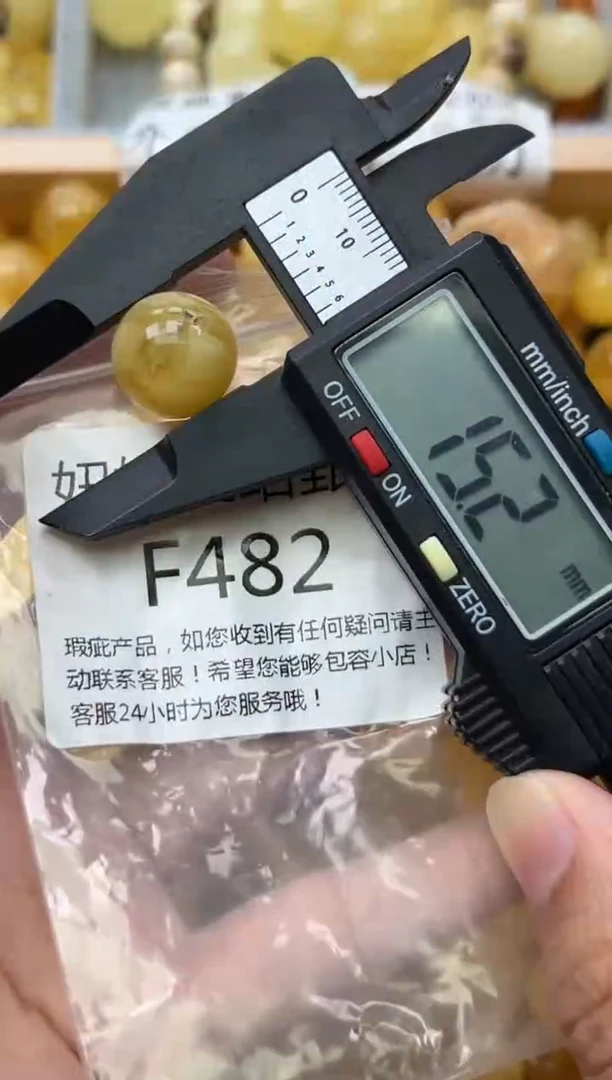 0
10
1 2 3 4 5 6
mm/inch
OFF
ON
15.2
mm
ZERO
F482
瑕疵产品，如您收到有任何疑问请主
动联系客服！希望您能够包容小店！
客服24小时为您服务哦！